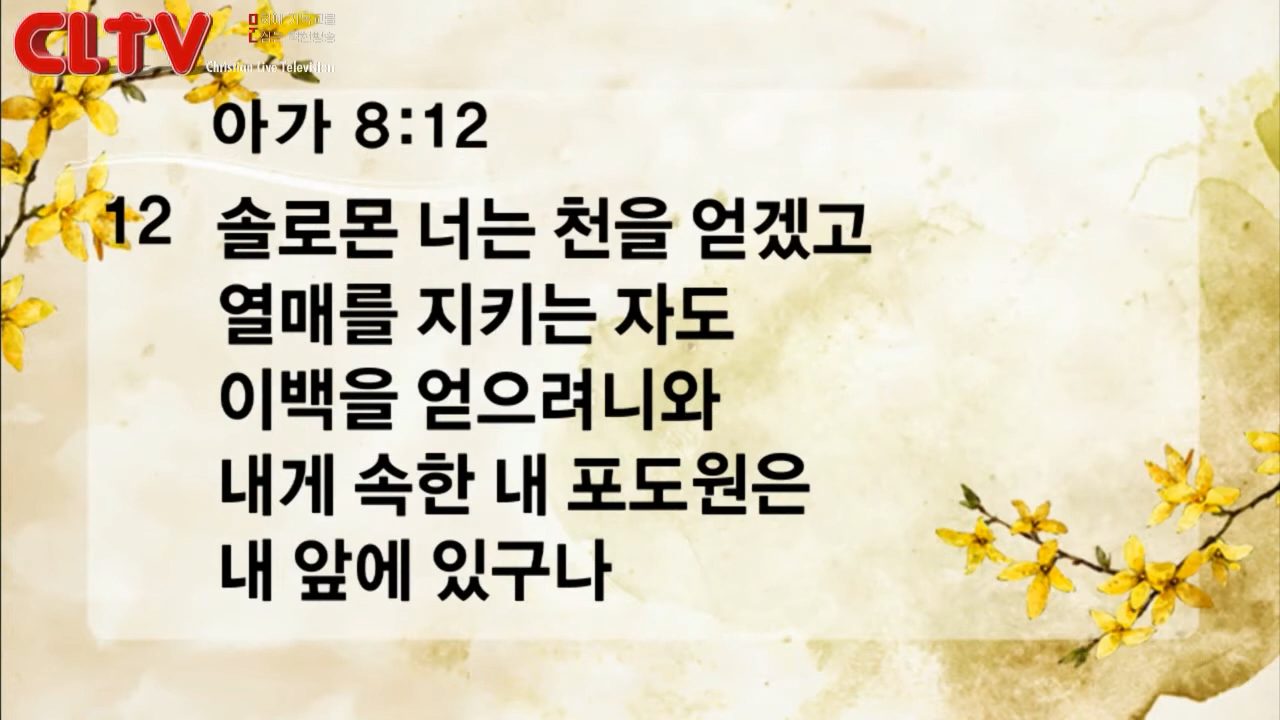 CLTV
Christian Live Television
아가 8:12
12 솔로몬 너는 천을 얻겠고
열매를 지키는 자도
이백을 얻으려니와
내게 속한 내 포도원은
내 앞에 있구나